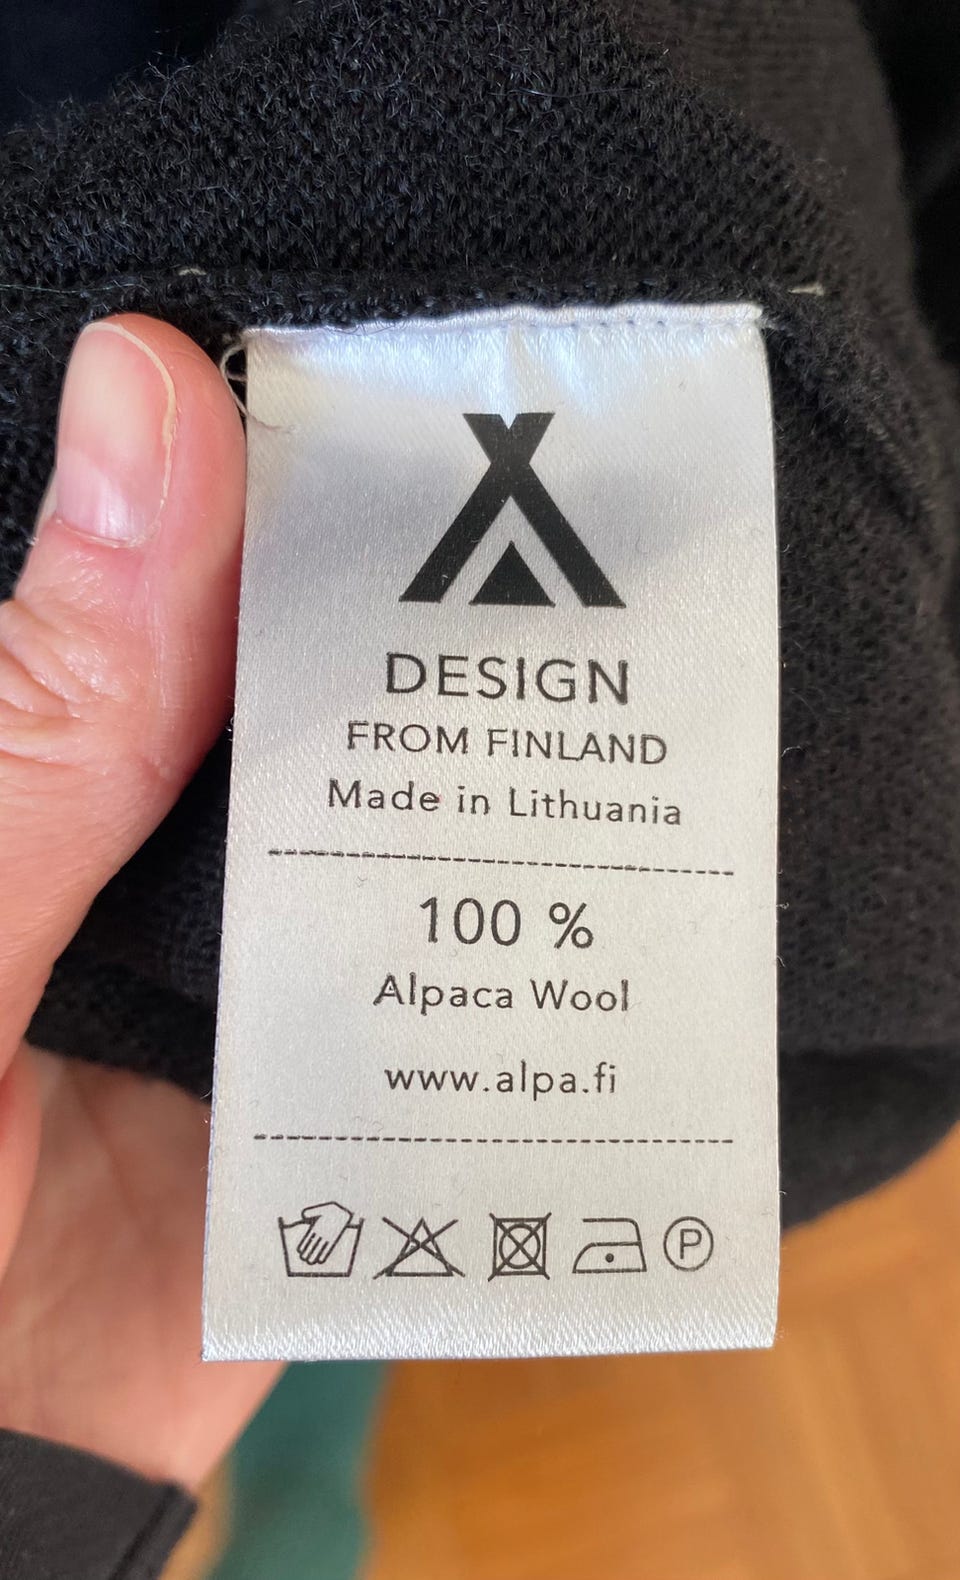 DESIGN
FROM FINLAND
Made in Lithuania
100 %
Alpaca Wool
www.alpa.fi
P